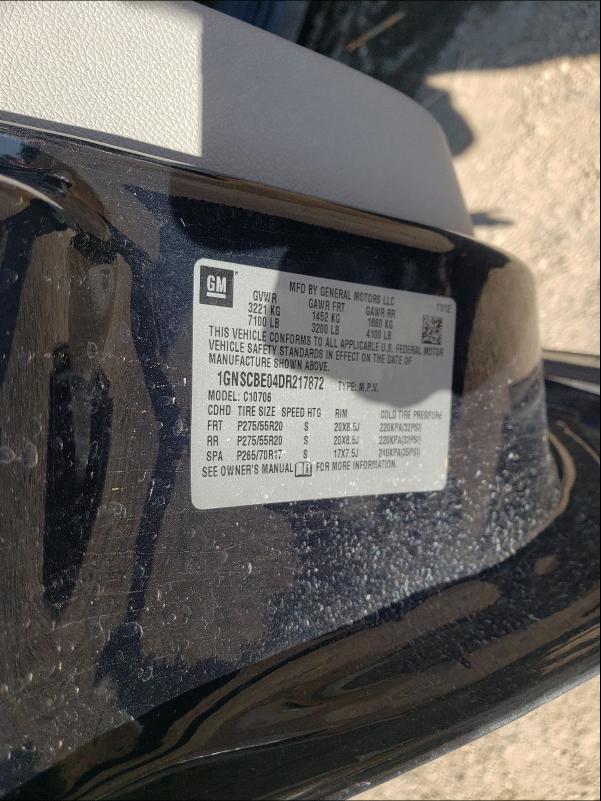 GM
MFD BY GENERAL MOTORS LLC
GVWR GAWR FRT GAWR RR
3221 KG 1452 KG 1860 KG
7100 LB 3200 LB 4100 LB
THIS VEHICLE CONFORMS TO ALL APPLICABLE U.S. FEDERAL MOTOR
VEHICLE SAFETY STANDARDS IN EFFECT ON THE DATE OF
MANUFACTURE SHOWN ABOVE.
1GNSCBE04DR217872 TYPE: M.P.V.
MODEL: C10706
CDHD TIRE SIZE SPEED RTG RIM COLD TIRE PRESSURE
FRT P275/55R20 S 20X8.5J 220KPA(32PSI)
RR P275/55R20 S 20X8.5J 220KPA(32PSI)
SPA P265/70R17 S 17X7.5J 240KPA(35PSI)
SEE OWNER'S MANUAL FOR MORE INFORMATION.